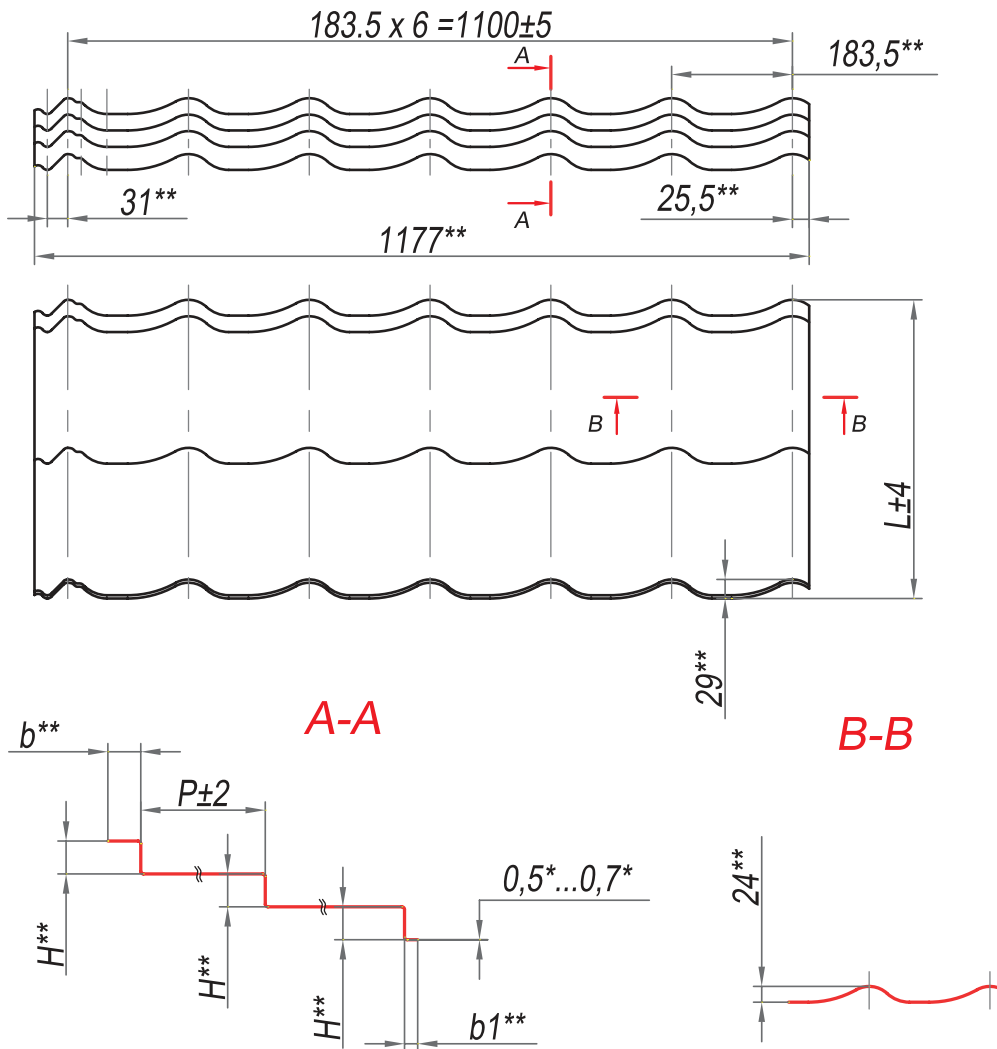 183.5 x 6 =1100±5
A
183,5**
31**
A
25,5**
1177**
B
B
L±4
29**
A-A
B-B
b**
P±2
0,5*...0,7*
24**
H**
H**
H**
b1**